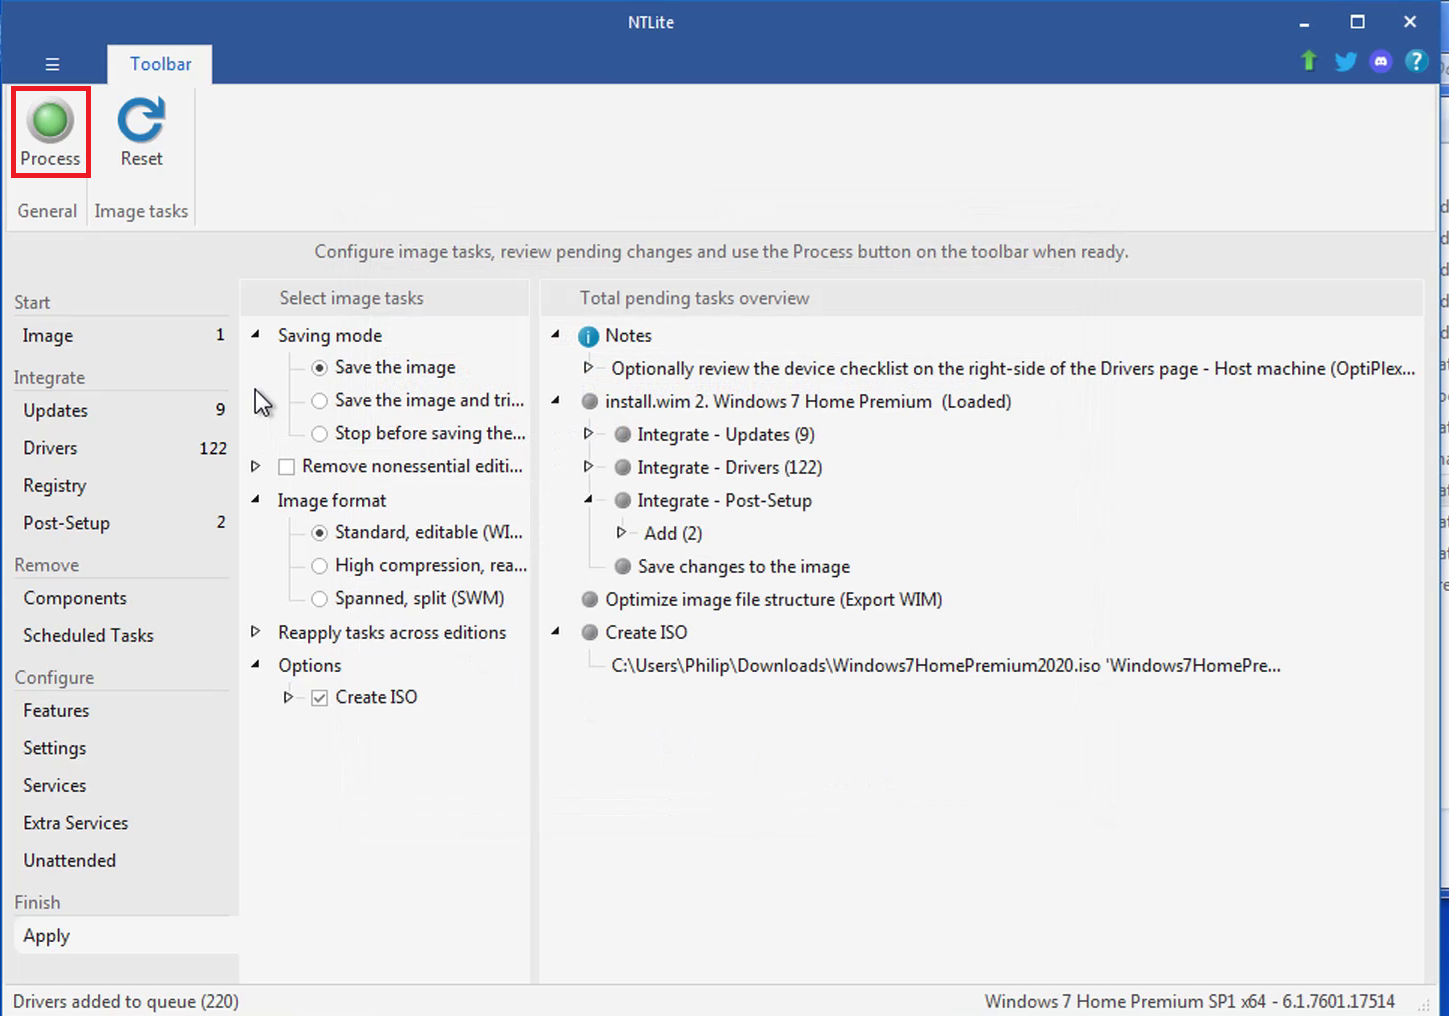 NTLite
Toolbar
Process
Reset
General
Image tasks
Configure image tasks, review pending changes and use the Process button on the toolbar when ready.
Start
Image 1
Integrate
Updates 9
Drivers 122
Registry
Post-Setup 2
Remove
Components
Scheduled Tasks
Configure
Features
Settings
Services
Extra Services
Unattended
Finish
Apply
Select image tasks
Saving mode
Save the image
Save the image and tri...
Stop before saving the...
Remove nonessential editi...
Image format
Standard, editable (WI...
High compression, rea...
Spanned, split (SWM)
Reapply tasks across editions
Options
Create ISO
Total pending tasks overview
Notes
Optionally review the device checklist on the right-side of the Drivers page - Host machine (OptiPlex...
install.wim 2. Windows 7 Home Premium (Loaded)
Integrate - Updates (9)
Integrate - Drivers (122)
Integrate - Post-Setup
Add (2)
Save changes to the image
Optimize image file structure (Export WIM)
Create ISO
C:\Users\Philip\Downloads\Windows7HomePremium2020.iso 'Windows7HomePre...
Drivers added to queue (220)
Windows 7 Home Premium SP1 x64 - 6.1.7601.17514